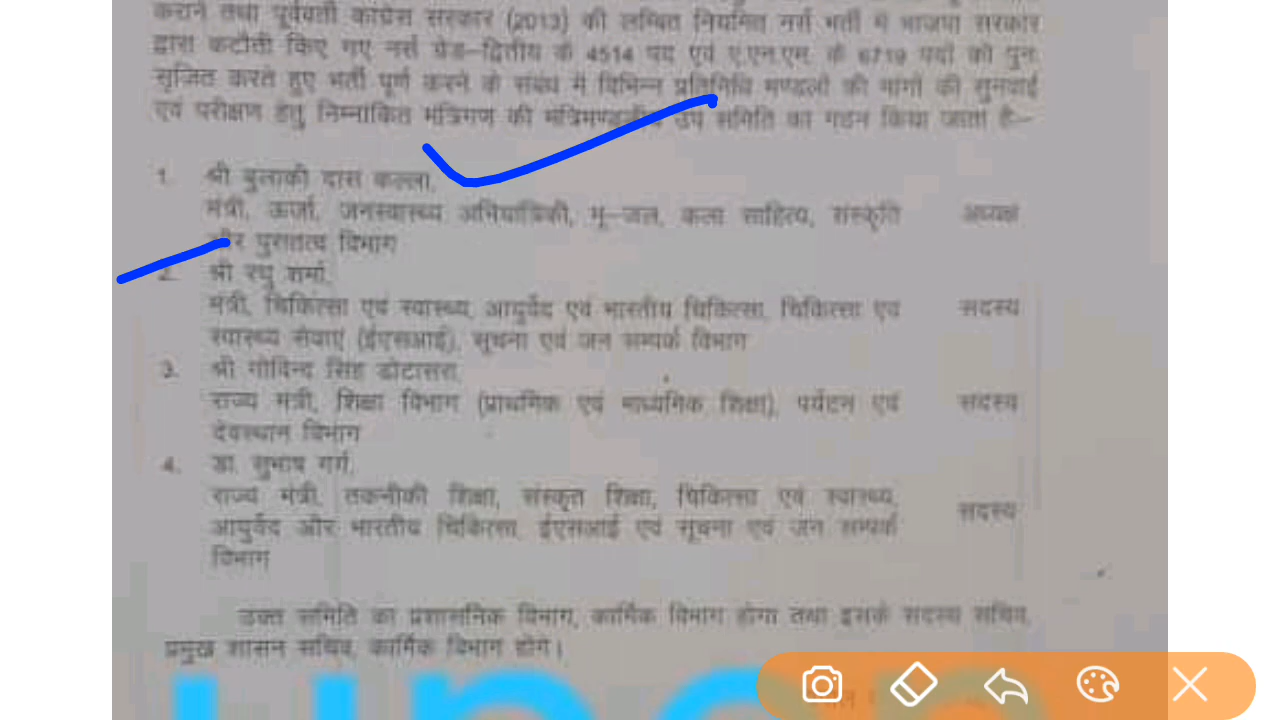 कराने तथा पूर्ववर्ती कांग्रेस सरकार (2013) की लम्बित नियमित नर्स भर्ती में भाजपा सरकार
द्वारा कटौती किए गए नर्स ग्रेड-द्वितीय के 4514 पद एवं ए.एन.एम. के 6719 पदों को पुनः
सृजित करते हुए भर्ती पूर्ण करने के संबंध में विभिन्न प्रतिनिधि मण्डलों की मांगों की सुनवाई
एवं परीक्षण हेतु निम्नांकित मंत्रिगण की मंत्रिमण्डलीय उप समिति का गठन किया जाता है:-
1. श्री बुलाकी दास कल्ला,
मंत्री, ऊर्जा, जनस्वास्थ्य अभियांत्रिकी, भू-जल, कला साहित्य, संस्कृति अध्यक्ष
और पुरातत्व विभाग
2. श्री रघु शर्मा,
मंत्री, चिकित्सा एवं स्वास्थ्य, आयुर्वेद एवं भारतीय चिकित्सा, चिकित्सा एवं सदस्य
स्वास्थ्य सेवाएं (ईएसआई), सूचना एवं जन सम्पर्क विभाग
3. श्री गोविन्द सिंह डोटासरा,
राज्य मंत्री, शिक्षा विभाग (प्राथमिक एवं माध्यमिक शिक्षा), पर्यटन एवं सदस्य
देवस्थान विभाग
4. डा. सुभाष गर्ग,
राज्य मंत्री, तकनीकी शिक्षा, संस्कृत शिक्षा, चिकित्सा एवं स्वास्थ्य,
आयुर्वेद और भारतीय चिकित्सा, ईएसआई एवं सूचना एवं जन सम्पर्क सदस्य
विभाग
उक्त समिति का प्रशासनिक विभाग, कार्मिक विभाग होगा तथा इसके सदस्य सचिव,
प्रमुख शासन सचिव, कार्मिक विभाग होंगे।